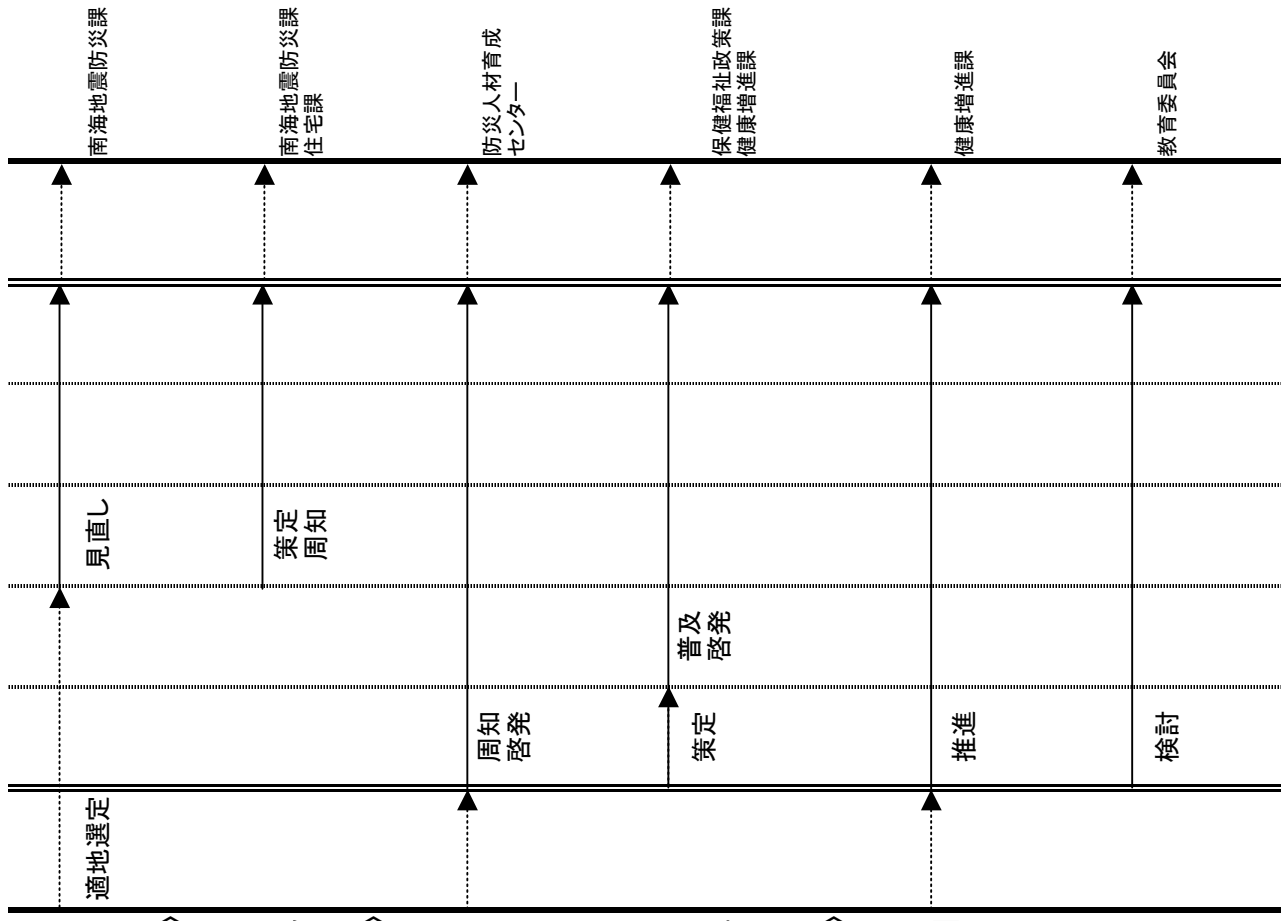 適地選定
見直し
南海地震防災課
策定
周知
南海地震防災課
住宅課
周知
啓発
防災人材育成
センター
策定
普及
啓発
保健福祉政策課
健康増進課
推進
健康増進課
検討
教育委員会